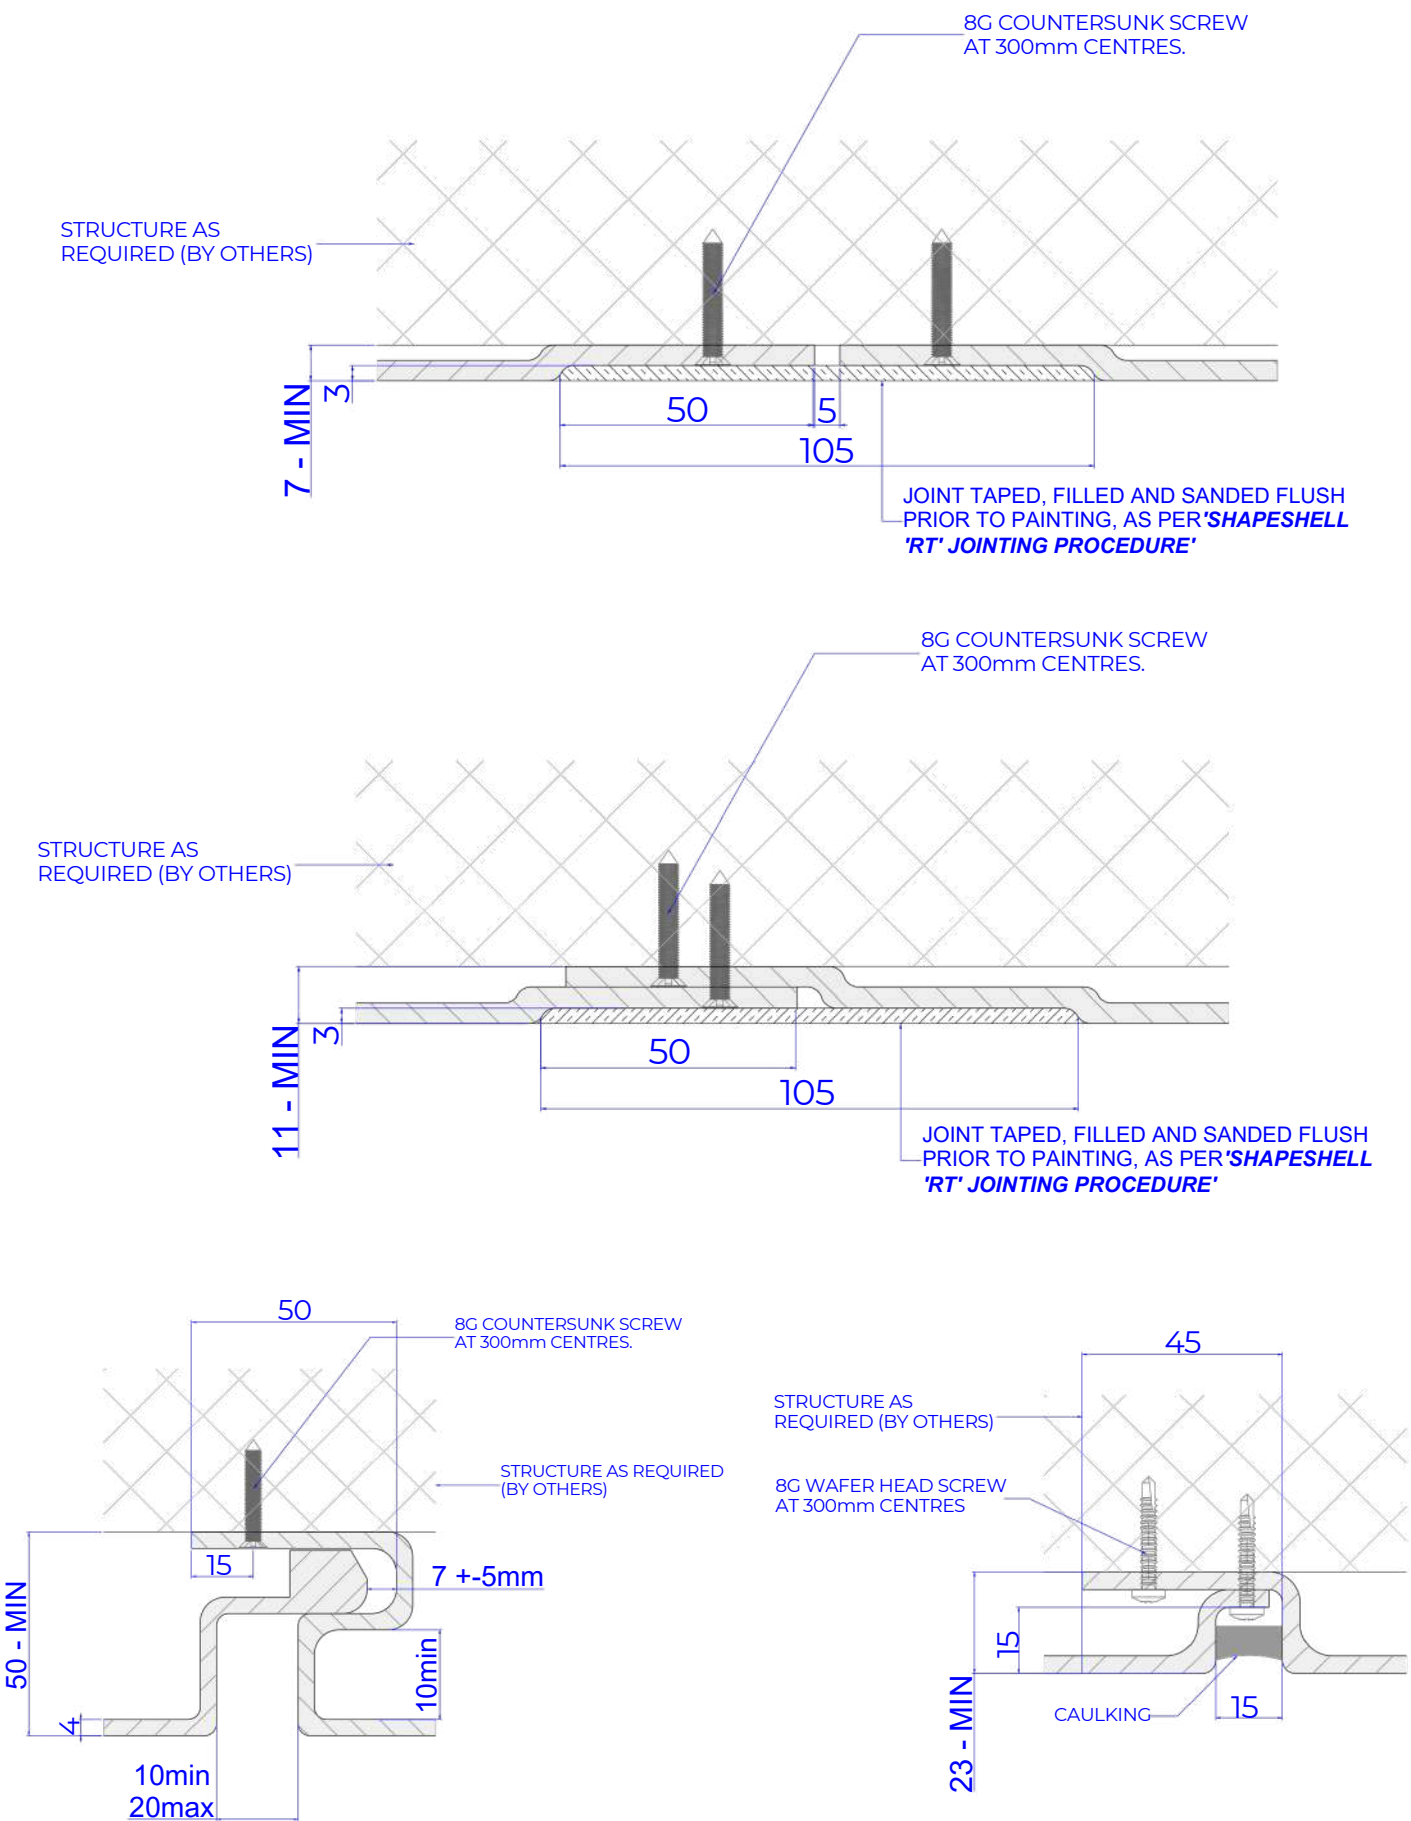 8G COUNTERSUNK SCREW
AT 300mm CENTRES.
STRUCTURE AS
REQUIRED (BY OTHERS)
7 - MIN
3
50
5
105
JOINT TAPED, FILLED AND SANDED FLUSH
PRIOR TO PAINTING, AS PER'SHAPESHELL
'RT' JOINTING PROCEDURE'
8G COUNTERSUNK SCREW
AT 300mm CENTRES.
STRUCTURE AS
REQUIRED (BY OTHERS)
11 - MIN
3
50
105
JOINT TAPED, FILLED AND SANDED FLUSH
PRIOR TO PAINTING, AS PER'SHAPESHELL
'RT' JOINTING PROCEDURE'
50
8G COUNTERSUNK SCREW
AT 300mm CENTRES.
STRUCTURE AS REQUIRED
(BY OTHERS)
15
7 +-5mm
50 - MIN
10min
4
10min
20max
45
STRUCTURE AS
REQUIRED (BY OTHERS)
8G WAFER HEAD SCREW
AT 300mm CENTRES
15
23 - MIN
CAULKING
15